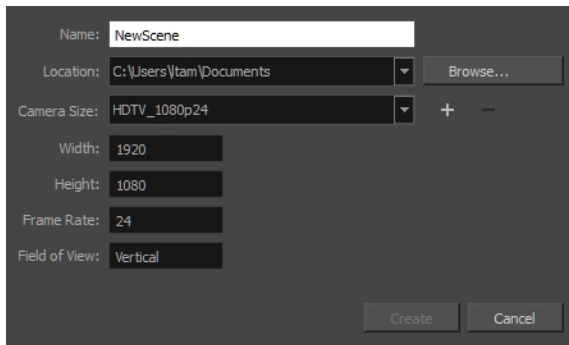 Name: NewScene
Location: C:\Users\ltam\Documents Browse...
Camera Size: HDTV_1080p24 + −
Width: 1920
Height: 1080
Frame Rate: 24
Field of View: Vertical
Create Cancel